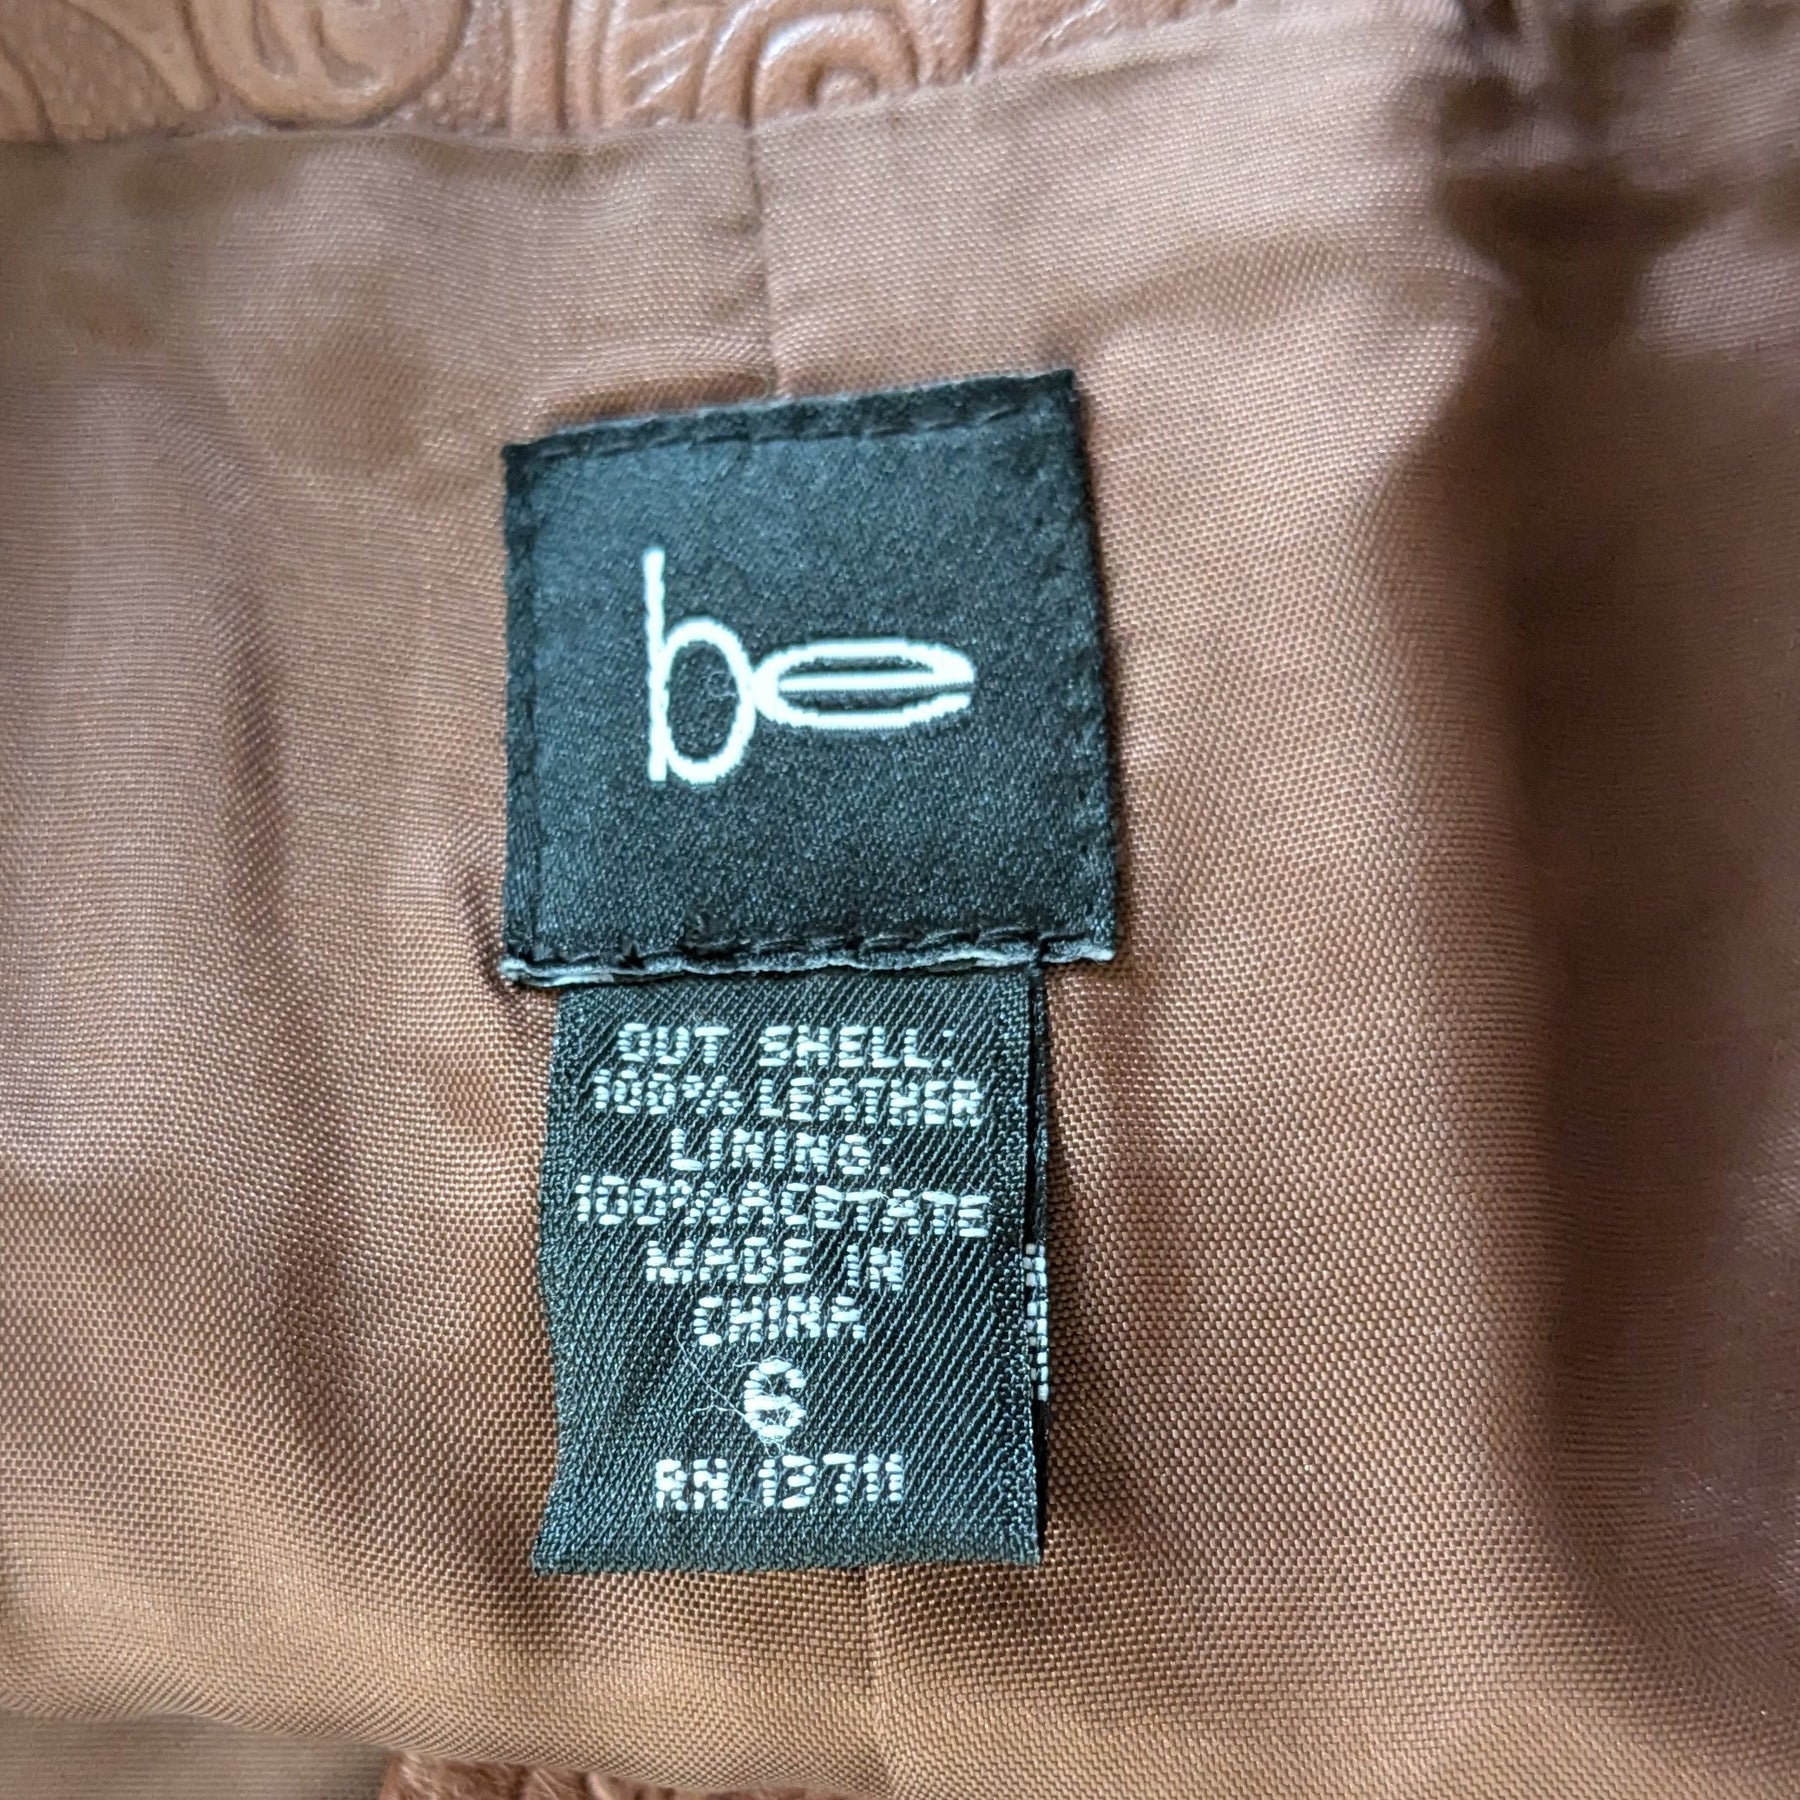 be
OUT SHELL:
100% LEATHER
LINING:
100% ACETATE
MADE IN
CHINA
6
RN 13711